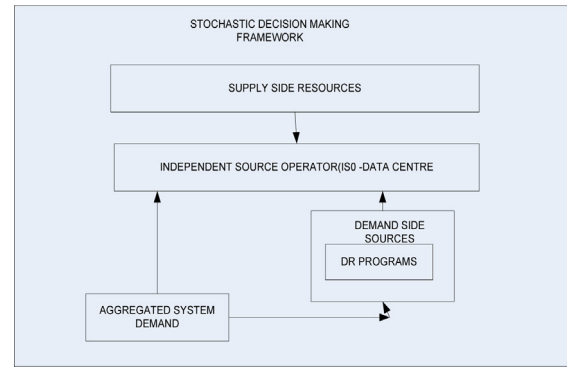 STOCHASTIC DECISION MAKING
FRAMEWORK
SUPPLY SIDE RESOURCES
INDEPENDENT SOURCE OPERATOR(IS0 -DATA CENTRE
DEMAND SIDE
SOURCES
DR PROGRAMS
AGGREGATED SYSTEM
DEMAND